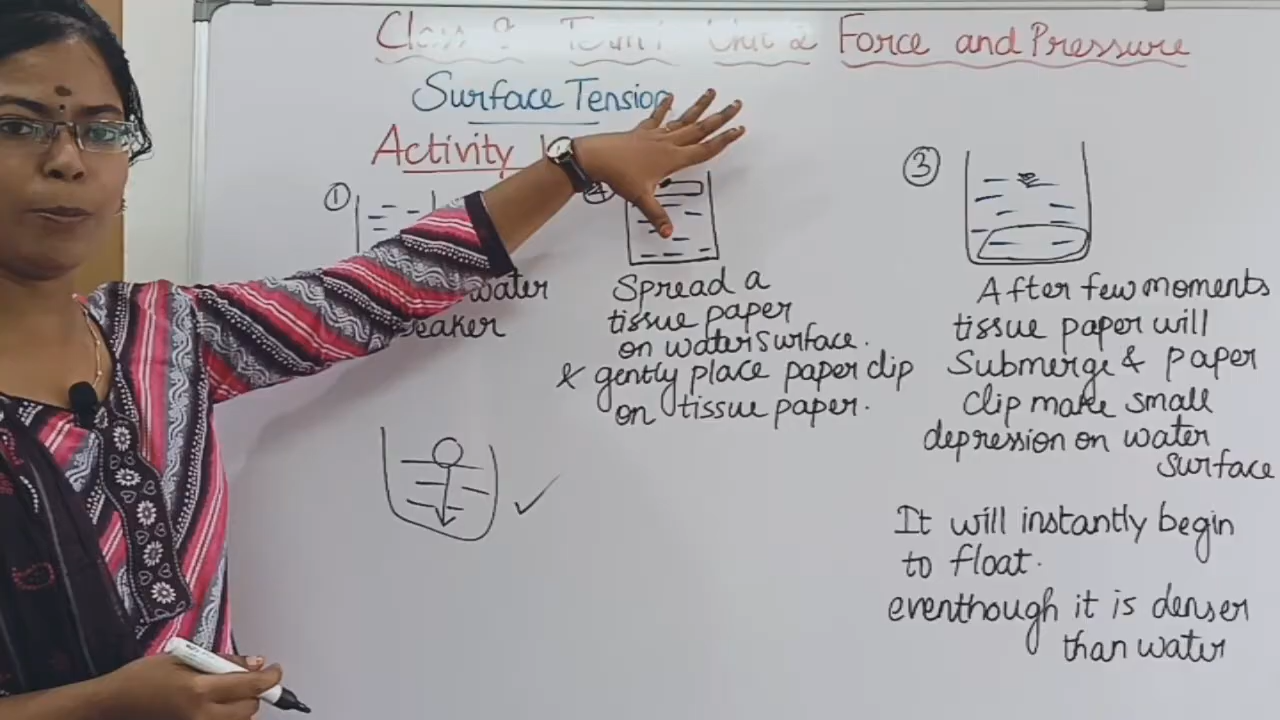 Class 8 Term 1 Unit 2 Force and Pressure
Surface Tension
Activity
①
water
beaker
②
Spread a
tissue paper
on water surface.
& gently place paper clip
on tissue paper.
③
After few moments
tissue paper will
Submerge & paper
clip make small
depression on water
surface
It will instantly begin
to float.
eventhough it is denser
than water